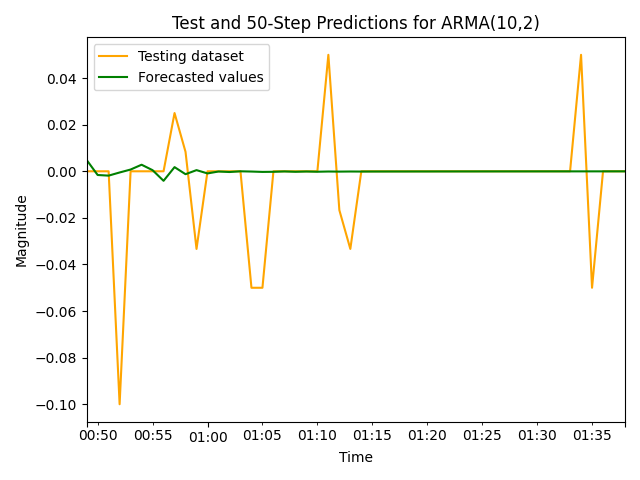 Test and 50-Step Predictions for ARMA(10,2)
Testing dataset
Forecasted values
0.04
0.02
0.00
−0.02
−0.04
−0.06
−0.08
−0.10
Magnitude
00:50 00:55 01:00 01:05 01:10 01:15 01:20 01:25 01:30 01:35
Time